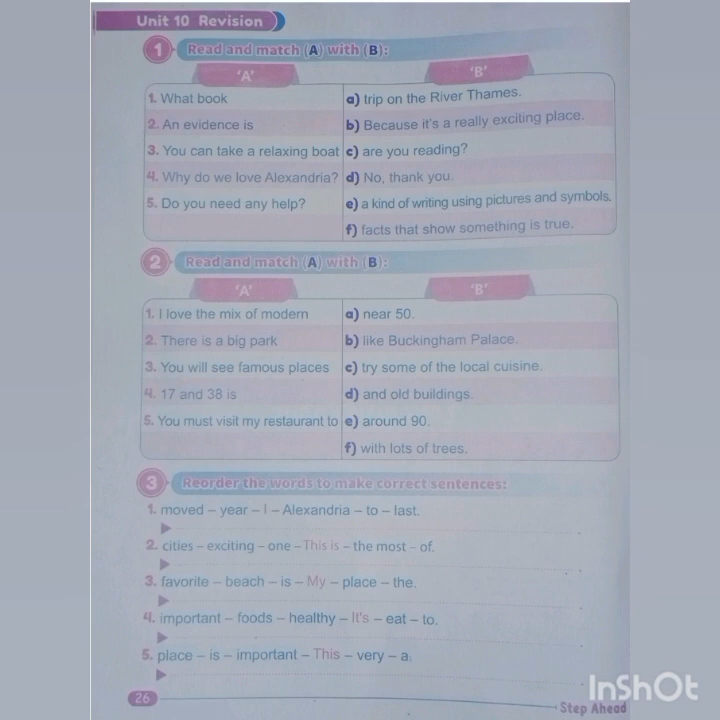 Unit 10 Revision
1 Read and match (A) with (B):
'A' 'B'
1. What book a) trip on the River Thames.
2. An evidence is b) Because it's a really exciting place.
3. You can take a relaxing boat c) are you reading?
4. Why do we love Alexandria? d) No, thank you.
5. Do you need any help? e) a kind of writing using pictures and symbols.
f) facts that show something is true.
2 Read and match (A) with (B):
'A' 'B'
1. I love the mix of modern a) near 50.
2. There is a big park b) like Buckingham Palace.
3. You will see famous places c) try some of the local cuisine.
4. 17 and 38 is d) and old buildings.
5. You must visit my restaurant to e) around 90.
f) with lots of trees.
3 Reorder the words to make correct sentences:
1. moved – year – I – Alexandria – to – last.
2. cities – exciting – one – This is – the most – of.
3. favorite – beach – is – My – place – the.
4. important – foods – healthy – It's – eat – to.
5. place – is – important – This – very – a.
26
Step Ahead
InShOt